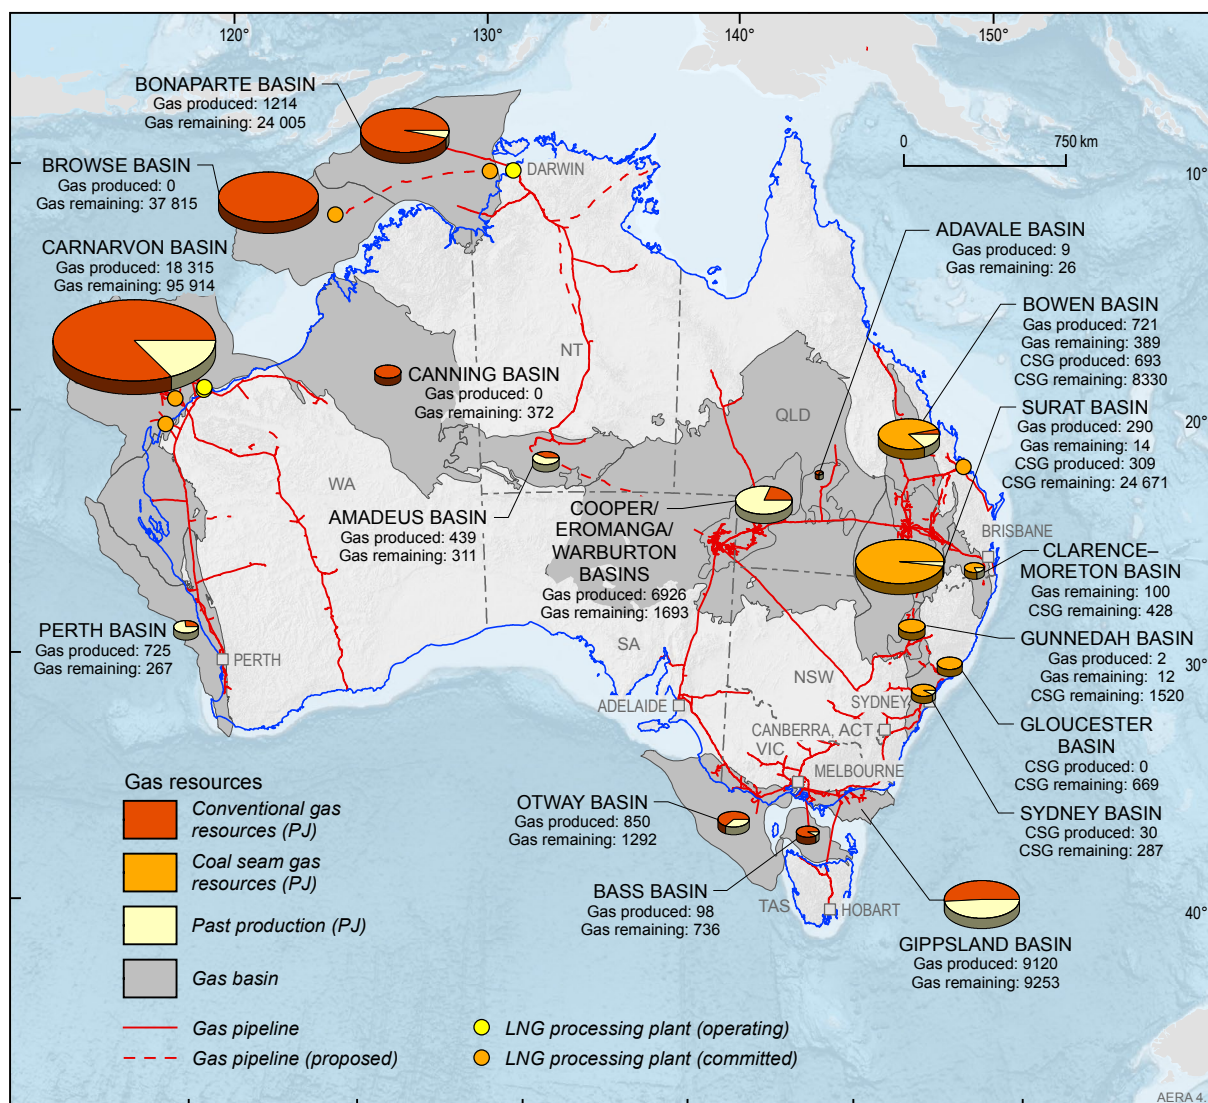 120°
130°
140°
150°
BONAPARTE BASIN
Gas produced: 1214
Gas remaining: 24 005
BROWSE BASIN
Gas produced: 0
Gas remaining: 37 815
CARNARVON BASIN
Gas produced: 18 315
Gas remaining: 95 914
DARWIN
0
750 km
10°
ADAVALE BASIN
Gas produced: 9
Gas remaining: 26
BOWEN BASIN
Gas produced: 721
Gas remaining: 389
CSG produced: 693
CSG remaining: 8330
NT
CANNING BASIN
Gas produced: 0
Gas remaining: 372
QLD
20°
SURAT BASIN
Gas produced: 290
Gas remaining: 14
CSG produced: 309
CSG remaining: 24 671
WA
AMADEUS BASIN
Gas produced: 439
Gas remaining: 311
COOPER/
EROMANGA/
WARBURTON
BASINS
Gas produced: 6926
Gas remaining: 1693
BRISBANE
CLARENCE–
MORETON BASIN
Gas remaining: 100
CSG remaining: 428
PERTH BASIN
Gas produced: 725
Gas remaining: 267
PERTH
SA
GUNNEDAH BASIN
Gas produced: 2
Gas remaining: 12
CSG remaining: 1520
30°
NSW
ADELAIDE
SYDNEY
CANBERRA, ACT
VIC
MELBOURNE
GLOUCESTER
BASIN
CSG produced: 0
CSG remaining: 669
SYDNEY BASIN
CSG produced: 30
CSG remaining: 287
OTWAY BASIN
Gas produced: 850
Gas remaining: 1292
BASS BASIN
Gas produced: 98
Gas remaining: 736
TAS
HOBART
40°
GIPPSLAND BASIN
Gas produced: 9120
Gas remaining: 9253
Gas resources
Conventional gas
resources (PJ)
Coal seam gas
resources (PJ)
Past production (PJ)
Gas basin
Gas pipeline
Gas pipeline (proposed)
LNG processing plant (operating)
LNG processing plant (committed)
AERA 4.